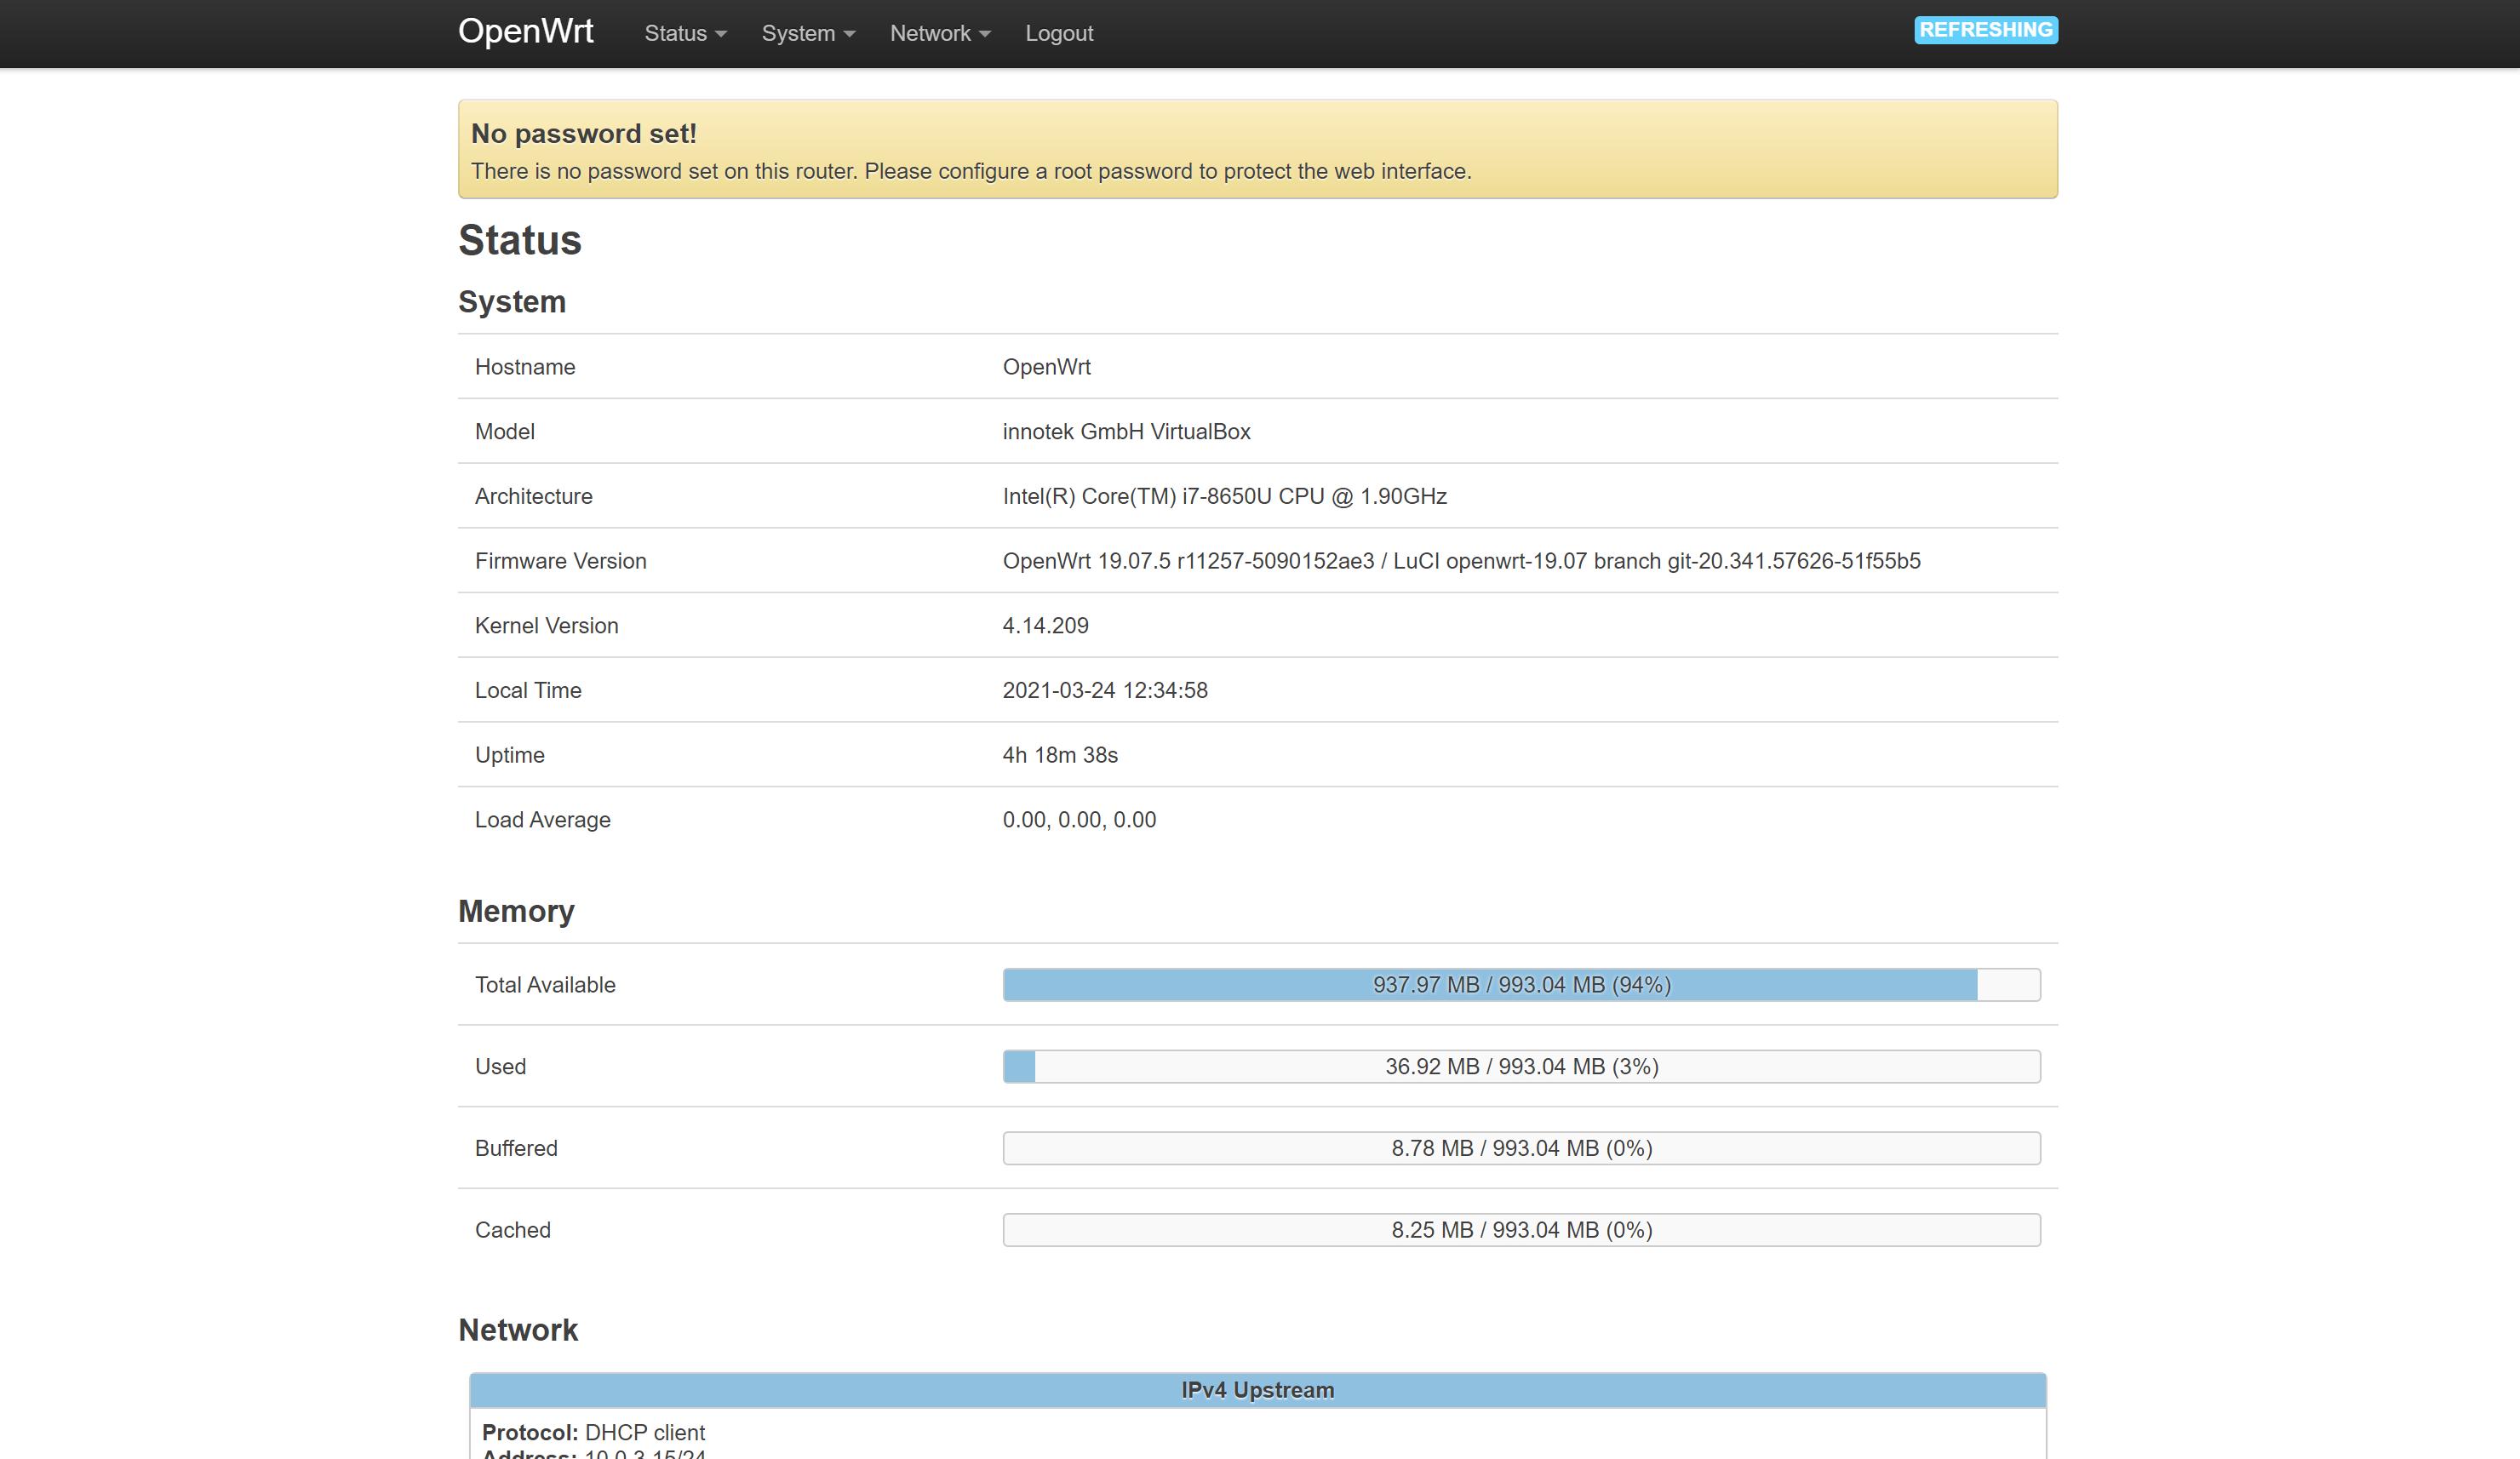 OpenWrt Status System Network Logout REFRESHING
No password set!
There is no password set on this router. Please configure a root password to protect the web interface.
Status
System
Hostname OpenWrt
Model innotek GmbH VirtualBox
Architecture Intel(R) Core(TM) i7-8650U CPU @ 1.90GHz
Firmware Version OpenWrt 19.07.5 r11257-5090152ae3 / LuCI openwrt-19.07 branch git-20.341.57626-51f55b5
Kernel Version 4.14.209
Local Time 2021-03-24 12:34:58
Uptime 4h 18m 38s
Load Average 0.00, 0.00, 0.00
Memory
Total Available 937.97 MB / 993.04 MB (94%)
Used 36.92 MB / 993.04 MB (3%)
Buffered 8.78 MB / 993.04 MB (0%)
Cached 8.25 MB / 993.04 MB (0%)
Network
IPv4 Upstream
Protocol: DHCP client
Address: 10.0.3.15/24